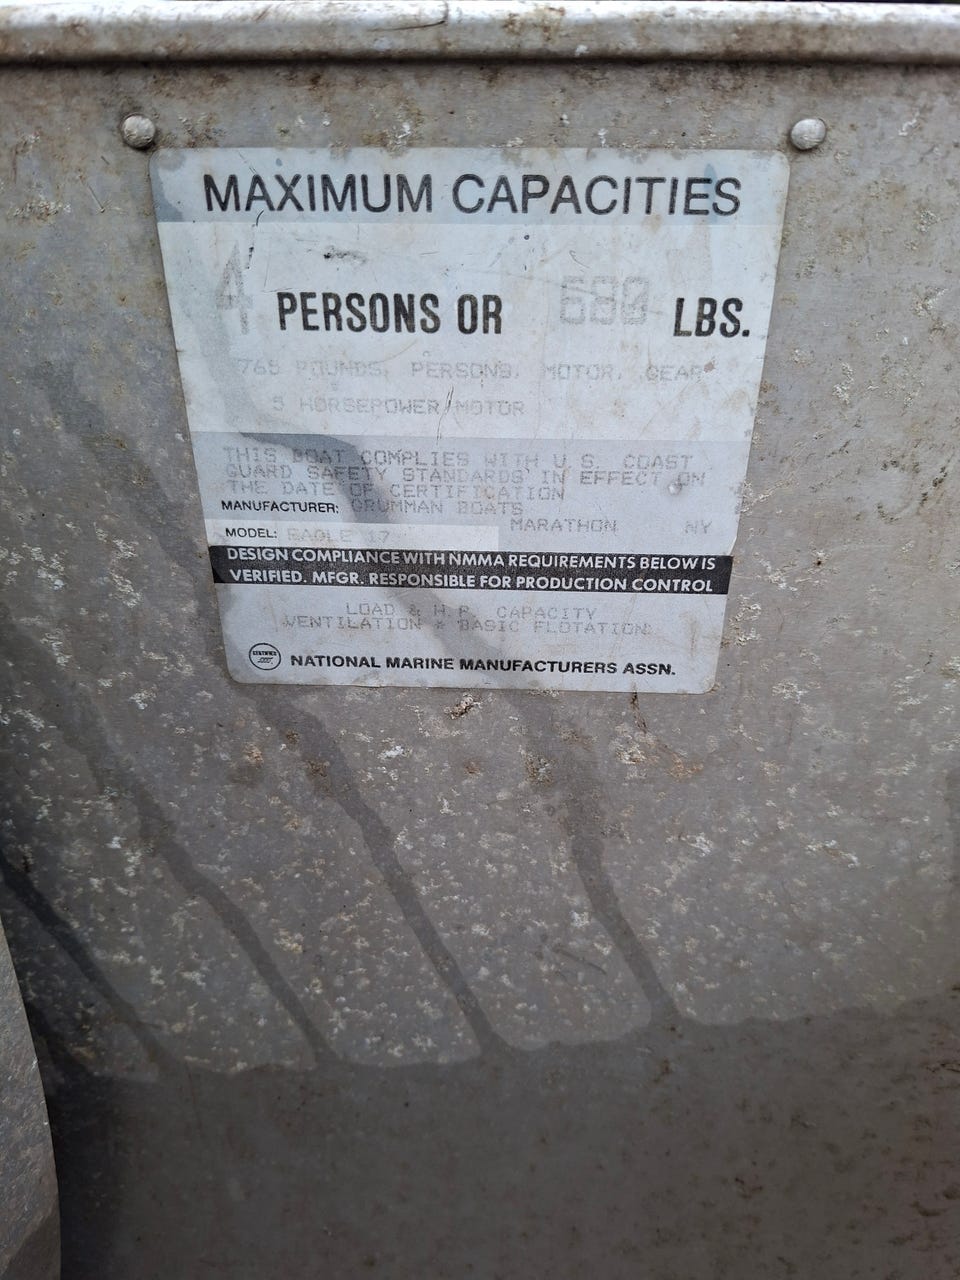 MAXIMUM CAPACITIES
4 PERSONS OR 680 LBS.
765 POUNDS, PERSONS, MOTOR, GEAR
5 HORSEPOWER MOTOR
THIS BOAT COMPLIES WITH U.S. COAST
GUARD SAFETY STANDARDS IN EFFECT ON
THE DATE OF CERTIFICATION
MANUFACTURER: GRUMMAN BOATS
MARATHON NY
MODEL: EAGLE 17
DESIGN COMPLIANCE WITH NMMA REQUIREMENTS BELOW IS
VERIFIED. MFGR. RESPONSIBLE FOR PRODUCTION CONTROL
LOAD & H.P. CAPACITY
VENTILATION * BASIC FLOTATION
NATIONAL MARINE MANUFACTURERS ASSN.